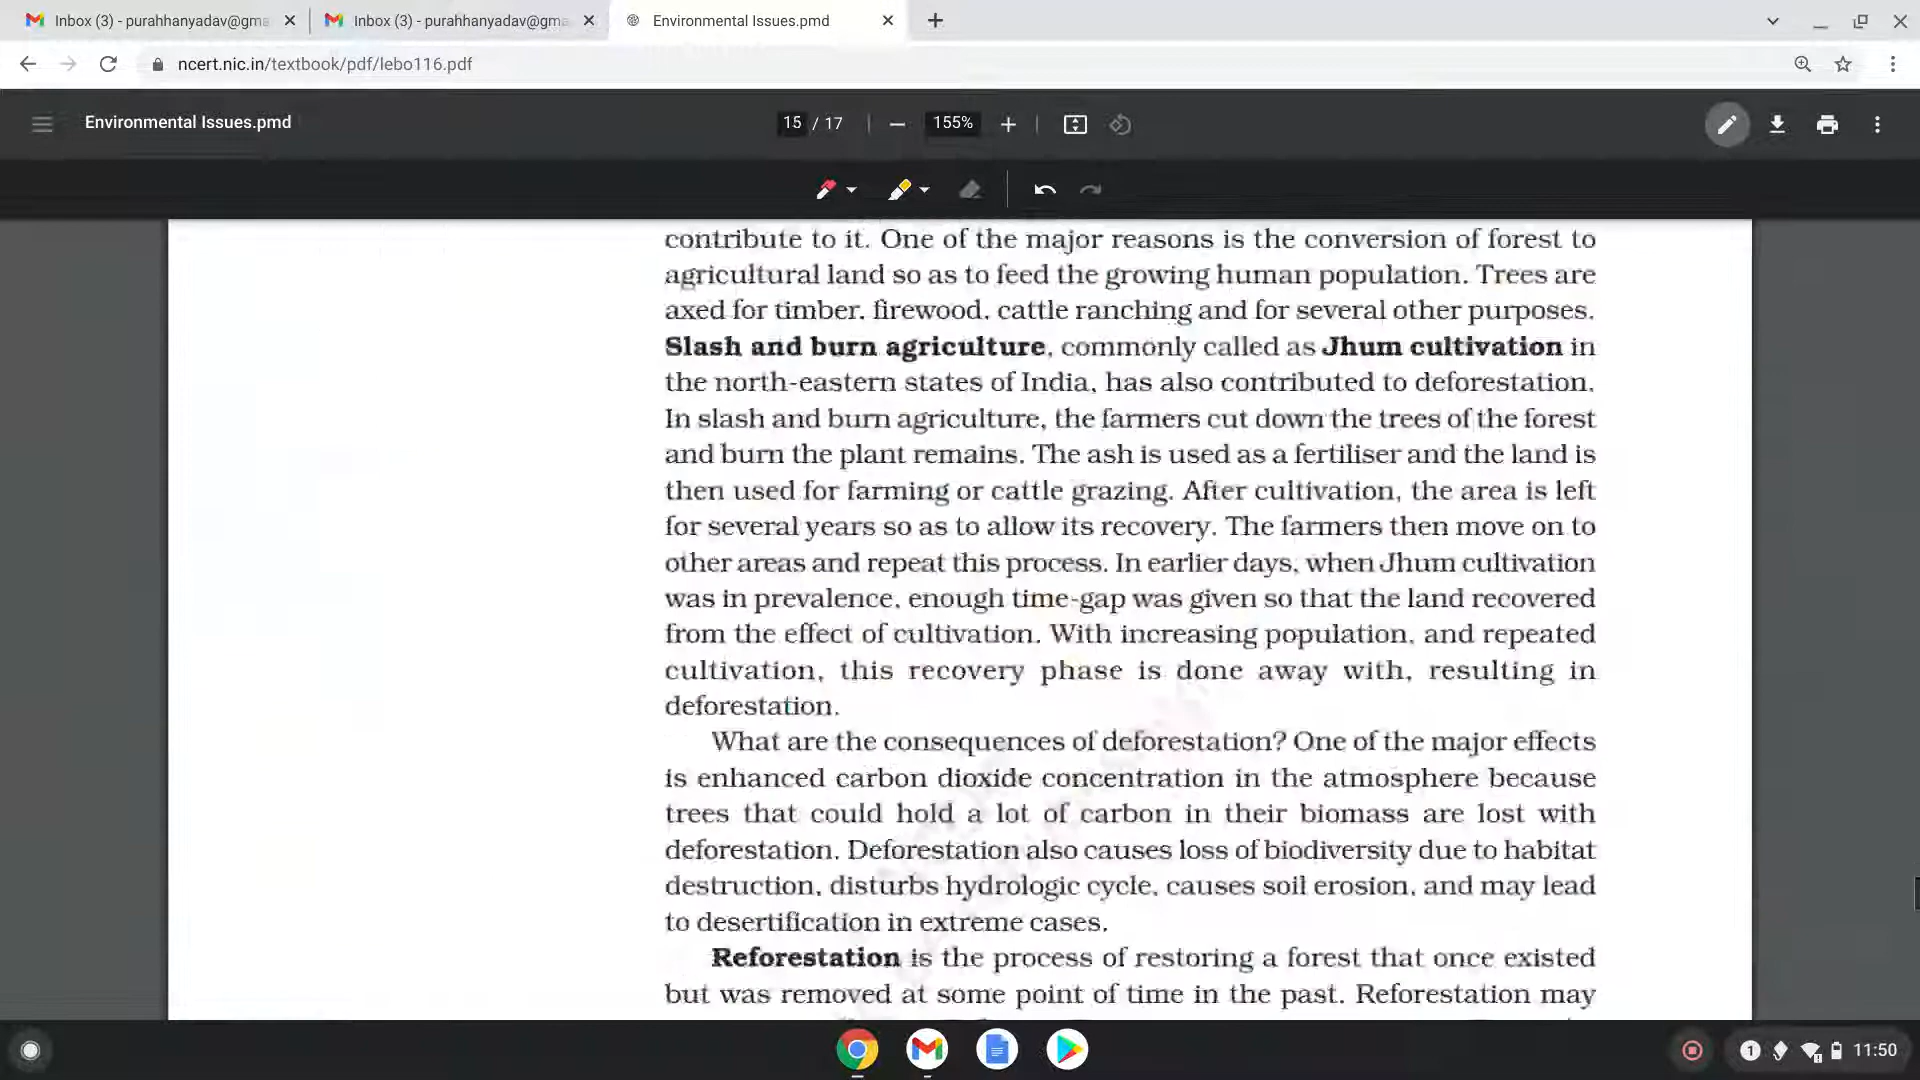 Inbox (3) - purahhanyadav@gma
Inbox (3) - purahhanyadav@gma
Environmental Issues.pmd
ncert.nic.in/textbook/pdf/lebo116.pdf
Environmental Issues.pmd
15 / 17
155%
contribute to it. One of the major reasons is the conversion of forest to
agricultural land so as to feed the growing human population. Trees are
axed for timber, firewood, cattle ranching and for several other purposes.
Slash and burn agriculture, commonly called as Jhum cultivation in
the north-eastern states of India, has also contributed to deforestation.
In slash and burn agriculture, the farmers cut down the trees of the forest
and burn the plant remains. The ash is used as a fertiliser and the land is
then used for farming or cattle grazing. After cultivation, the area is left
for several years so as to allow its recovery. The farmers then move on to
other areas and repeat this process. In earlier days, when Jhum cultivation
was in prevalence, enough time-gap was given so that the land recovered
from the effect of cultivation. With increasing population, and repeated
cultivation, this recovery phase is done away with, resulting in
deforestation.
What are the consequences of deforestation? One of the major effects
is enhanced carbon dioxide concentration in the atmosphere because
trees that could hold a lot of carbon in their biomass are lost with
deforestation. Deforestation also causes loss of biodiversity due to habitat
destruction, disturbs hydrologic cycle, causes soil erosion, and may lead
to desertification in extreme cases.
Reforestation is the process of restoring a forest that once existed
but was removed at some point of time in the past. Reforestation may
1
11:50